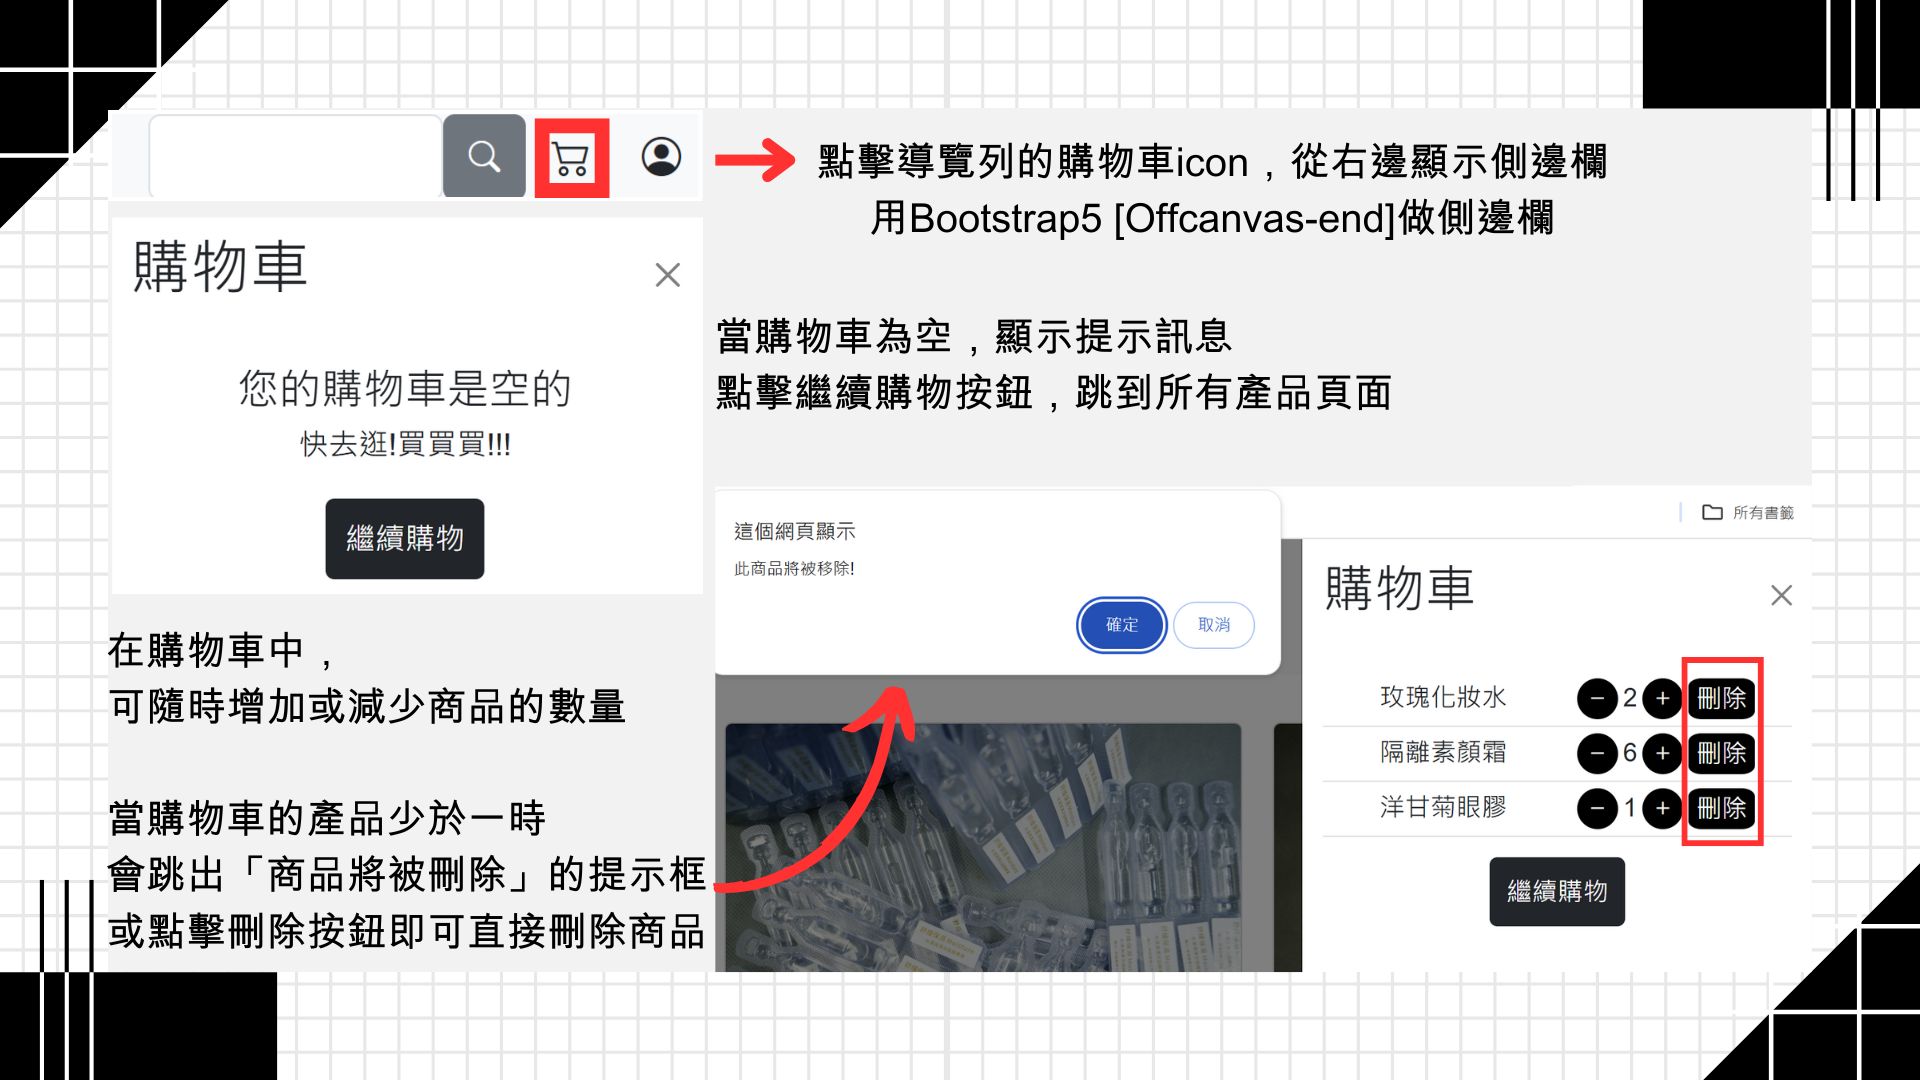 點擊導覽列的購物車icon，從右邊顯示側邊欄
用Bootstrap5 [Offcanvas-end]做側邊欄
購物車
您的購物車是空的
快去逛!買買買!!!
繼續購物
當購物車為空，顯示提示訊息
點擊繼續購物按鈕，跳到所有產品頁面
在購物車中，
可隨時增加或減少商品的數量
當購物車的產品少於一時
會跳出「商品將被刪除」的提示框
或點擊刪除按鈕即可直接刪除商品
這個網頁顯示
此商品將被移除!
確定 取消
所有書籤
購物車
玫瑰化妝水 − 2 + 刪除
隔離素顏霜 − 6 + 刪除
洋甘菊眼膠 − 1 + 刪除
繼續購物